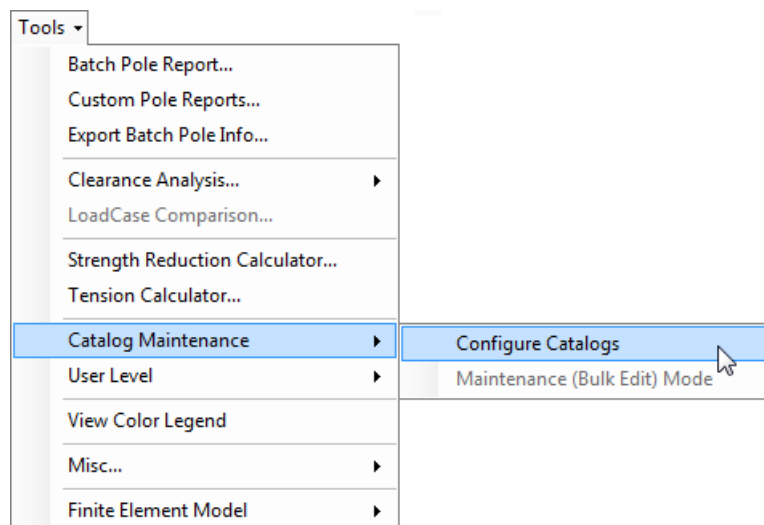 Tools
Batch Pole Report...
Custom Pole Reports...
Export Batch Pole Info...
Clearance Analysis...
LoadCase Comparison...
Strength Reduction Calculator...
Tension Calculator...
Catalog Maintenance
Configure Catalogs
User Level
Maintenance (Bulk Edit) Mode
View Color Legend
Misc...
Finite Element Model